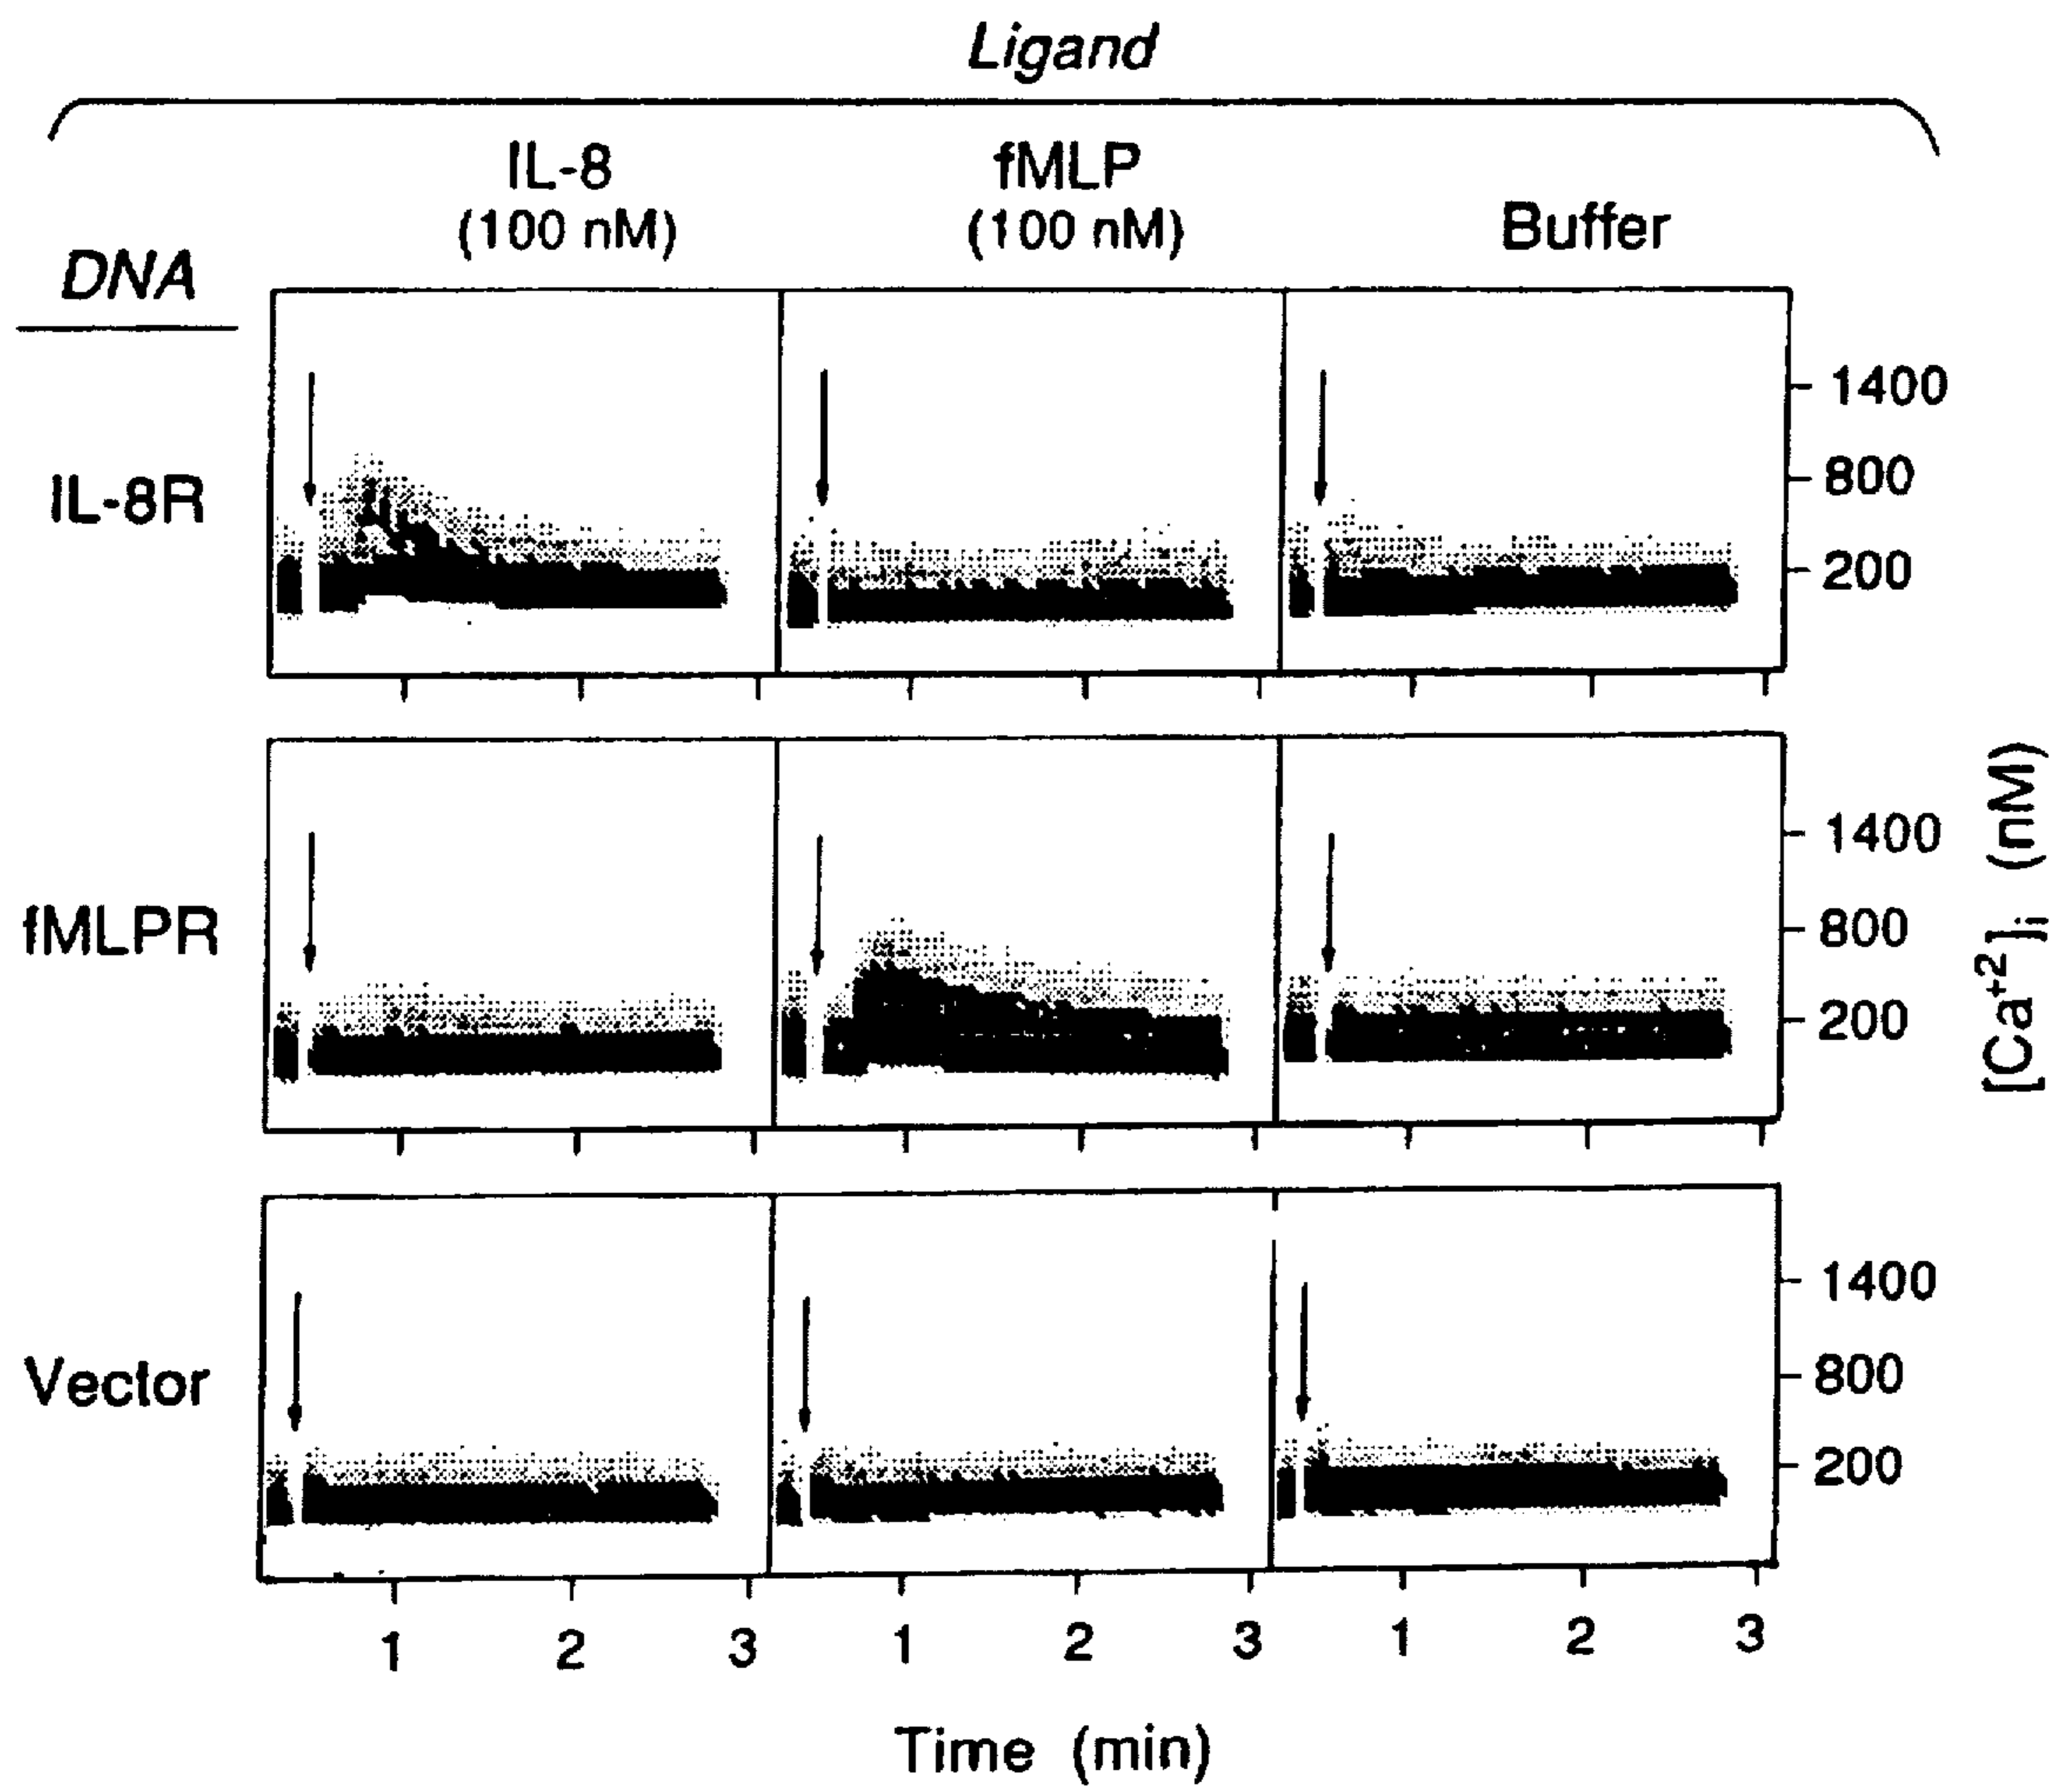 Ligand
IL-8 fMLP
(100 nM) (100 nM) Buffer
DNA
1400
IL-8R 800
200
1400
fMLPR 800
200
[Ca+2]i (nM)
1400
Vector 800
200
1 2 3 1 2 3 1 2 3
Time (min)